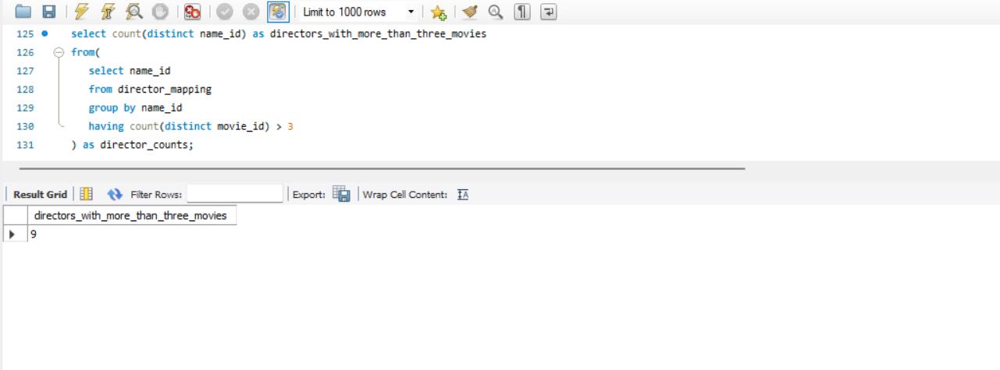 Limit to 1000 rows
125 select count(distinct name_id) as directors_with_more_than_three_movies
126 from(
127 select name_id
128 from director_mapping
129 group by name_id
130 having count(distinct movie_id) > 3
131 ) as director_counts;
Result Grid Filter Rows: Export: Wrap Cell Content:
directors_with_more_than_three_movies
9